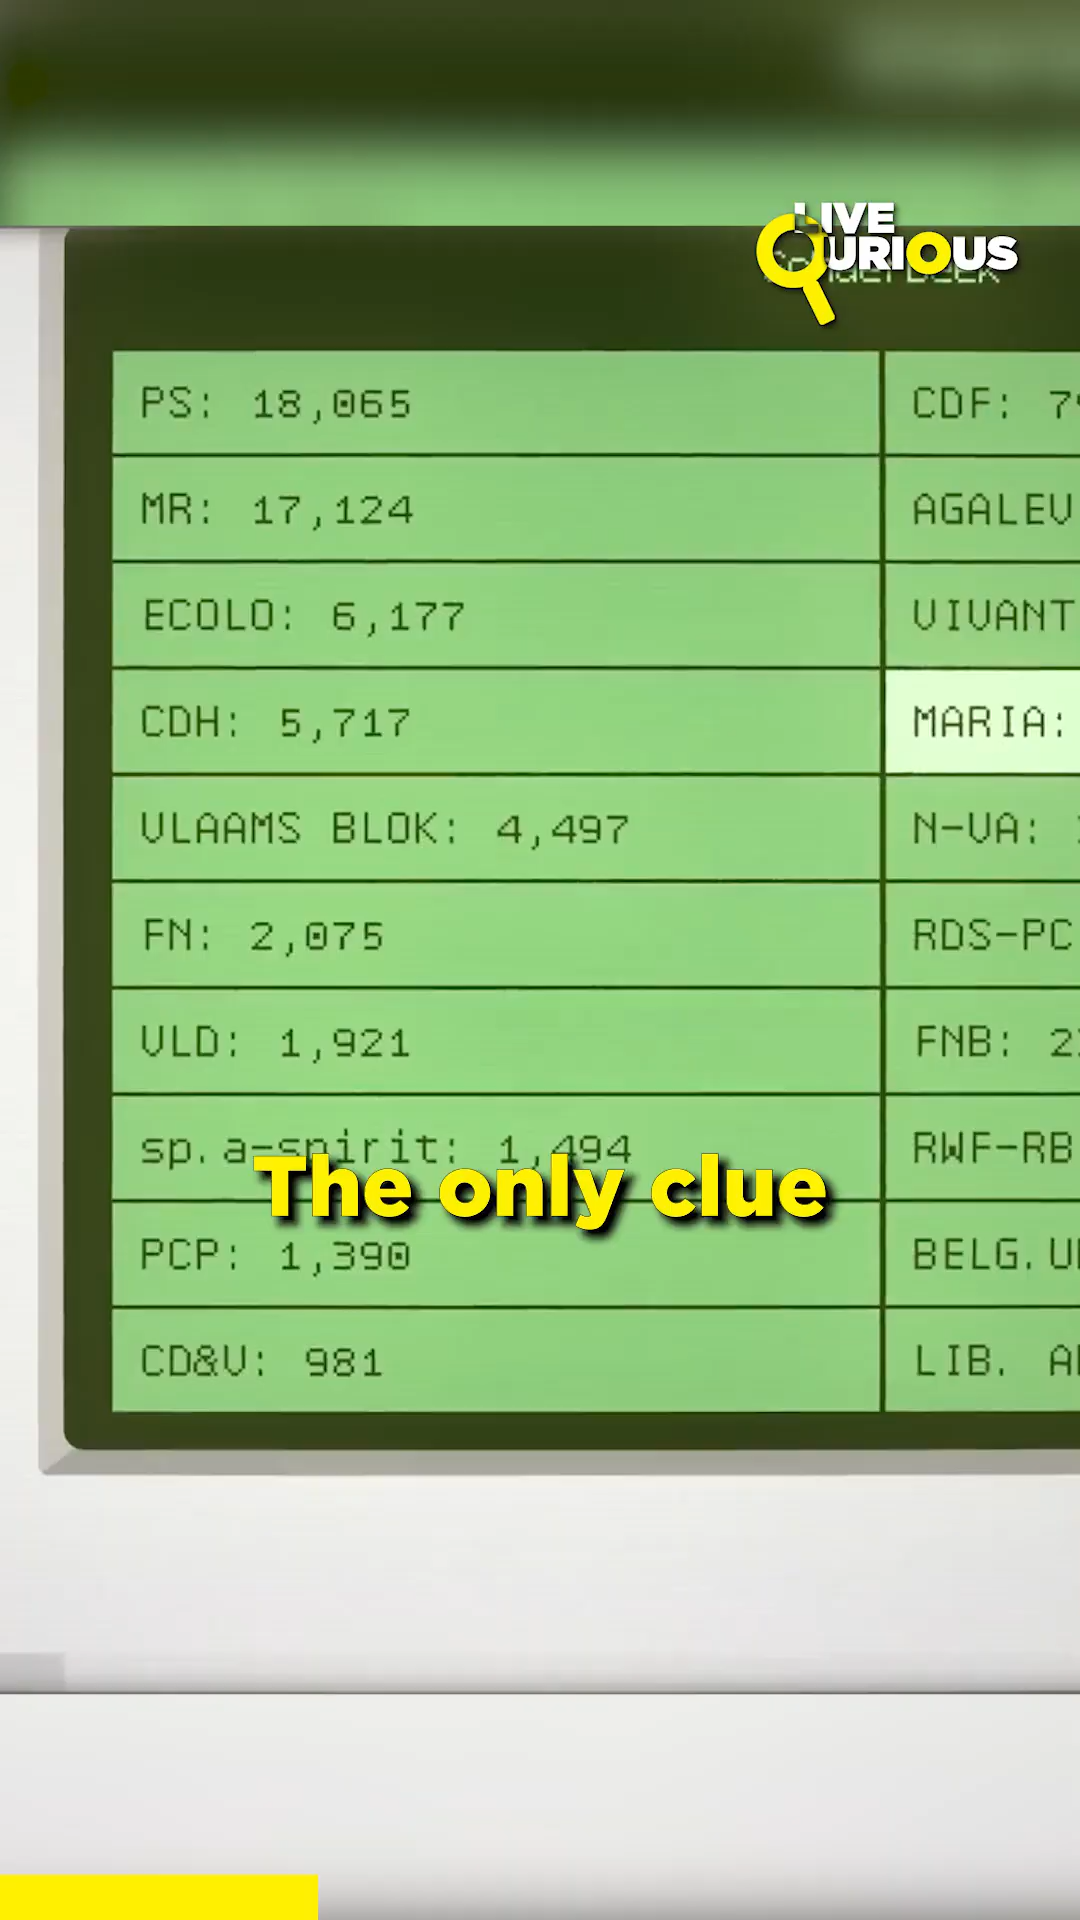 LIVE
CURIOUS
PS: 18,065
MR: 17,124
ECOLO: 6,177
CDH: 5,717
VLAAMS BLOK: 4,497
FN: 2,075
VLD: 1,921
sp.a-spirit: 1,494
PCP: 1,390
CD&V: 981
CDF:
AGALEV
VIVANT
MARIA:
N-VA:
RDS-PC
FNB:
RWF-RB
BELG.
LIB.
The only clue